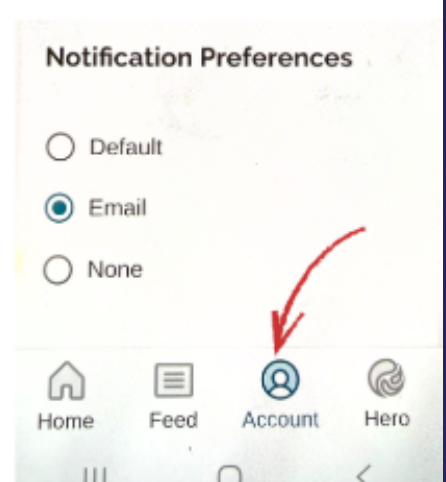 Notification Preferences
Default
Email
None
Home Feed Account Hero